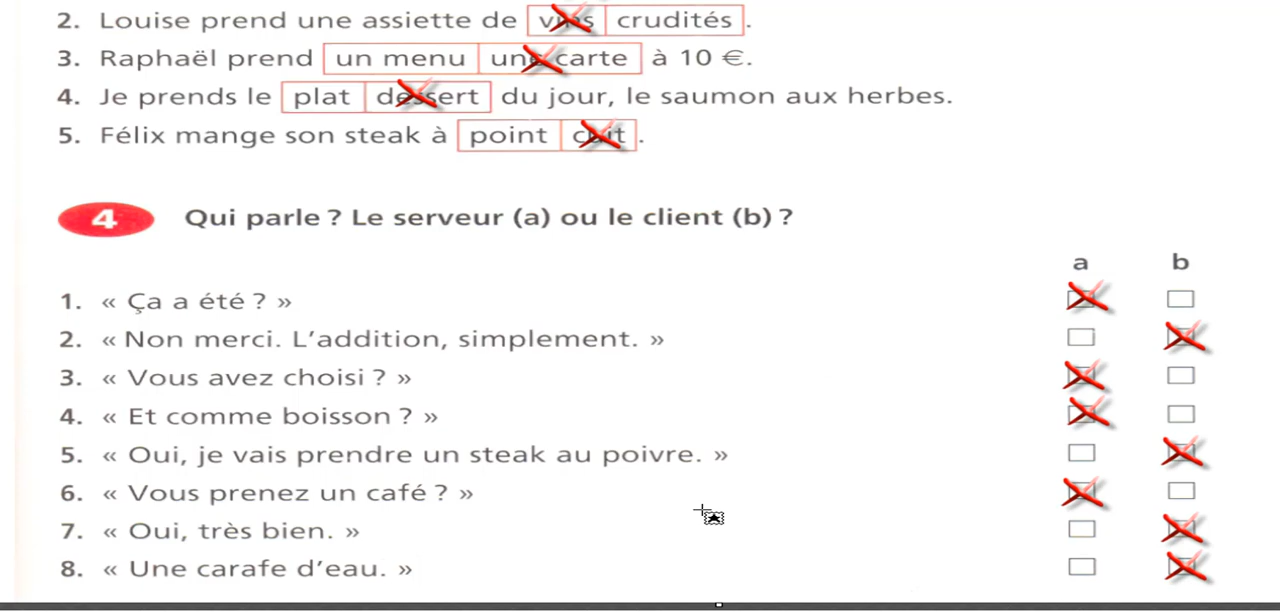 2. Louise prend une assiette de vins crudités .
3. Raphaël prend un menu une carte à 10 €.
4. Je prends le plat dessert du jour, le saumon aux herbes.
5. Félix mange son steak à point cuit .
4 Qui parle ? Le serveur (a) ou le client (b) ?
a b
1. « Ça a été ? »
2. « Non merci. L'addition, simplement. »
3. « Vous avez choisi ? »
4. « Et comme boisson ? »
5. « Oui, je vais prendre un steak au poivre. »
6. « Vous prenez un café ? »
7. « Oui, très bien. »
8. « Une carafe d'eau. »